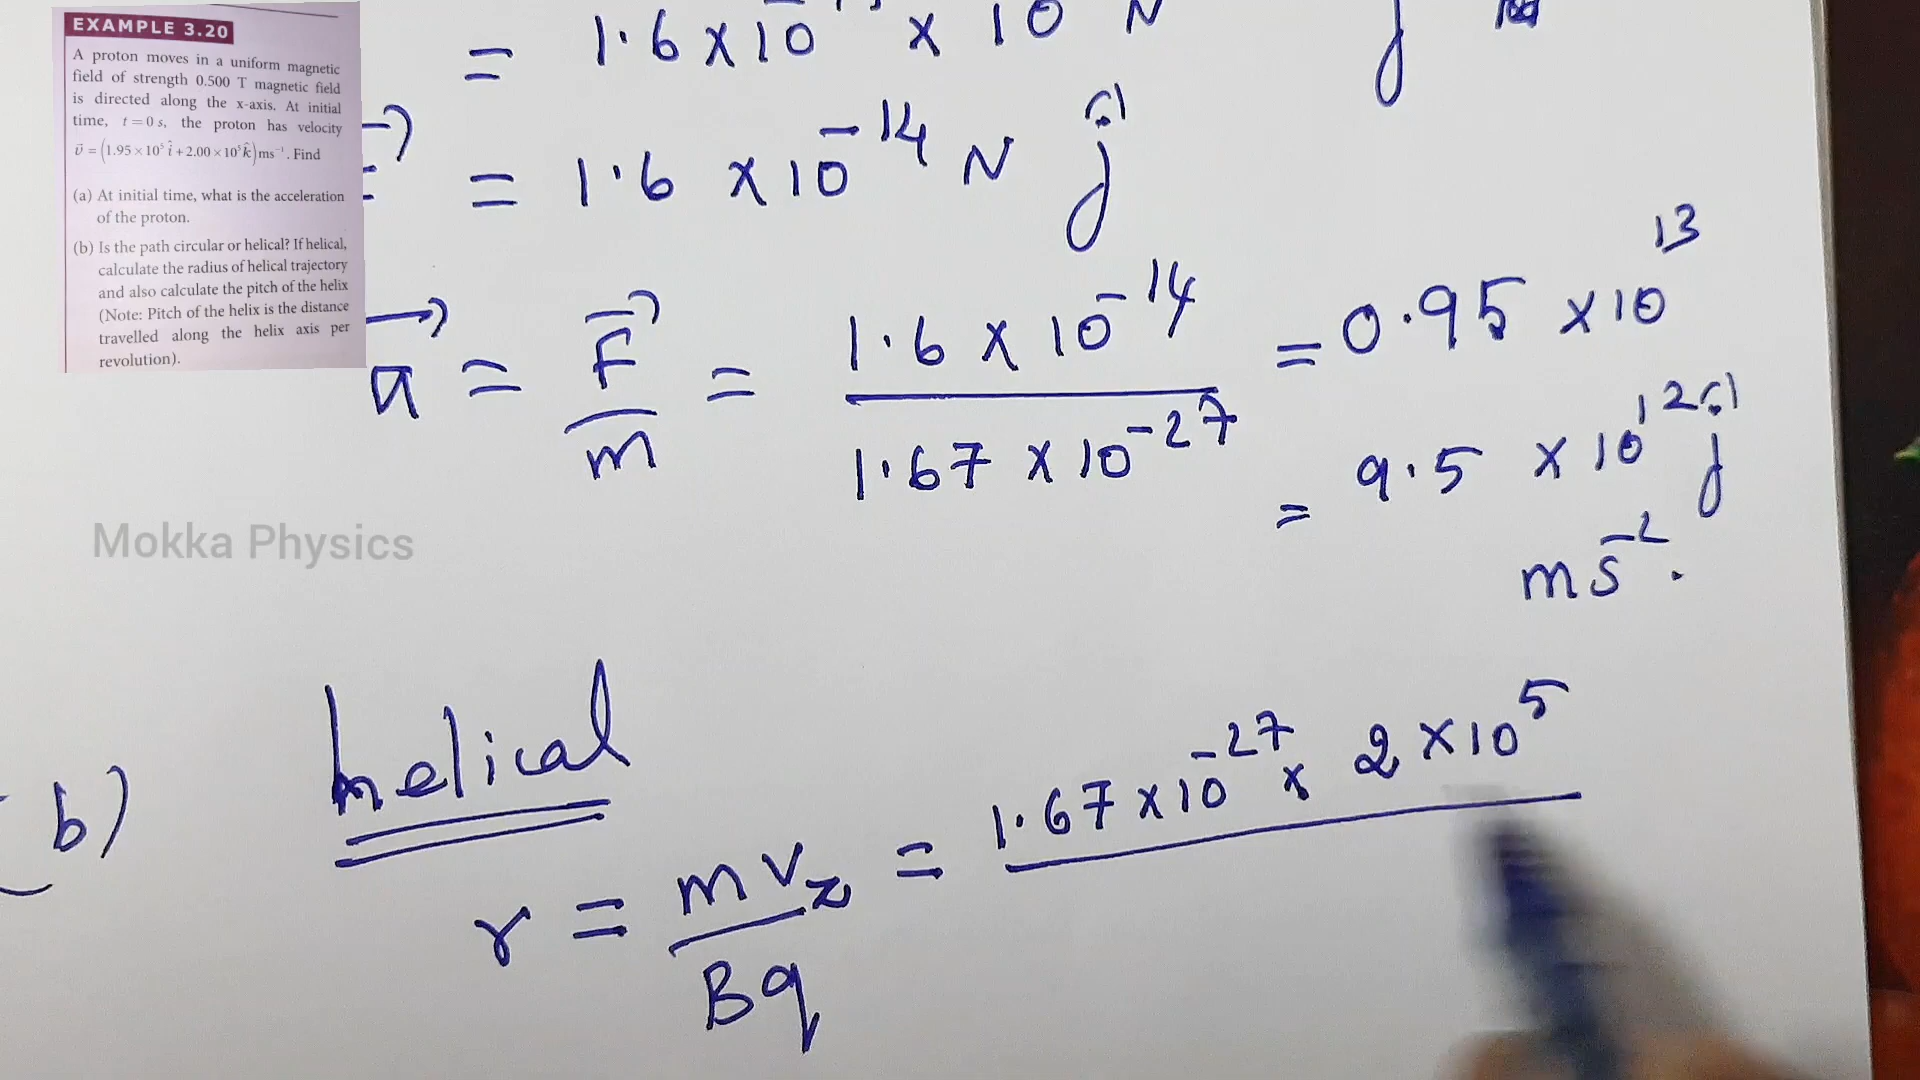 EXAMPLE 3.20
A proton moves in a uniform magnetic
field of strength 0.500 T magnetic field
is directed along the x-axis. At initial
time, t = 0 s, the proton has velocity
υ⃗ = (1.95 × 10⁵ î + 2.00 × 10⁵ k̂) ms⁻¹. Find
(a) At initial time, what is the acceleration
of the proton.
(b) Is the path circular or helical? If helical,
calculate the radius of helical trajectory
and also calculate the pitch of the helix
(Note: Pitch of the helix is the distance
travelled along the helix axis per
revolution).
= 1.6 × 10 × 10 N j
= 1.6 × 10⁻¹⁴ N ĵ
a⃗ = F⃗/m = 1.6 × 10⁻¹⁴ / 1.67 × 10⁻²⁷ = 0.95 × 10¹³
= 9.5 × 10¹² ĵ
ms⁻².
Mokka Physics
b) helical
r = mv_z / Bq = 1.67 × 10⁻²⁷ × 2 × 10⁵